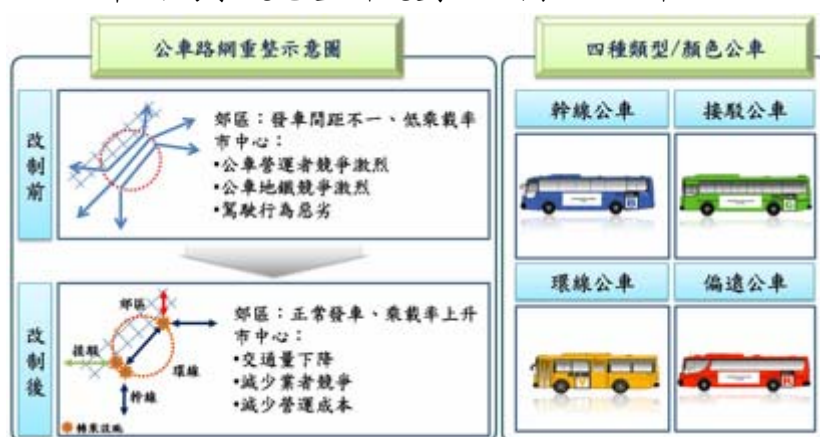 公車路網重整示意圖
改制前
郊區：發車間距不一、低乘載率
市中心：
•公車營運者競爭激烈
•公車地鐵競爭激烈
•駕駛行為惡劣
改制後
郊區
接駁
環線
幹線
轉乘設施
郊區：正常發車、乘載率上升
市中心：
•交通量下降
•減少業者競爭
•減少營運成本
四種類型/顏色公車
幹線公車
接駁公車
B
G
環線公車
偏遠公車
Y
R